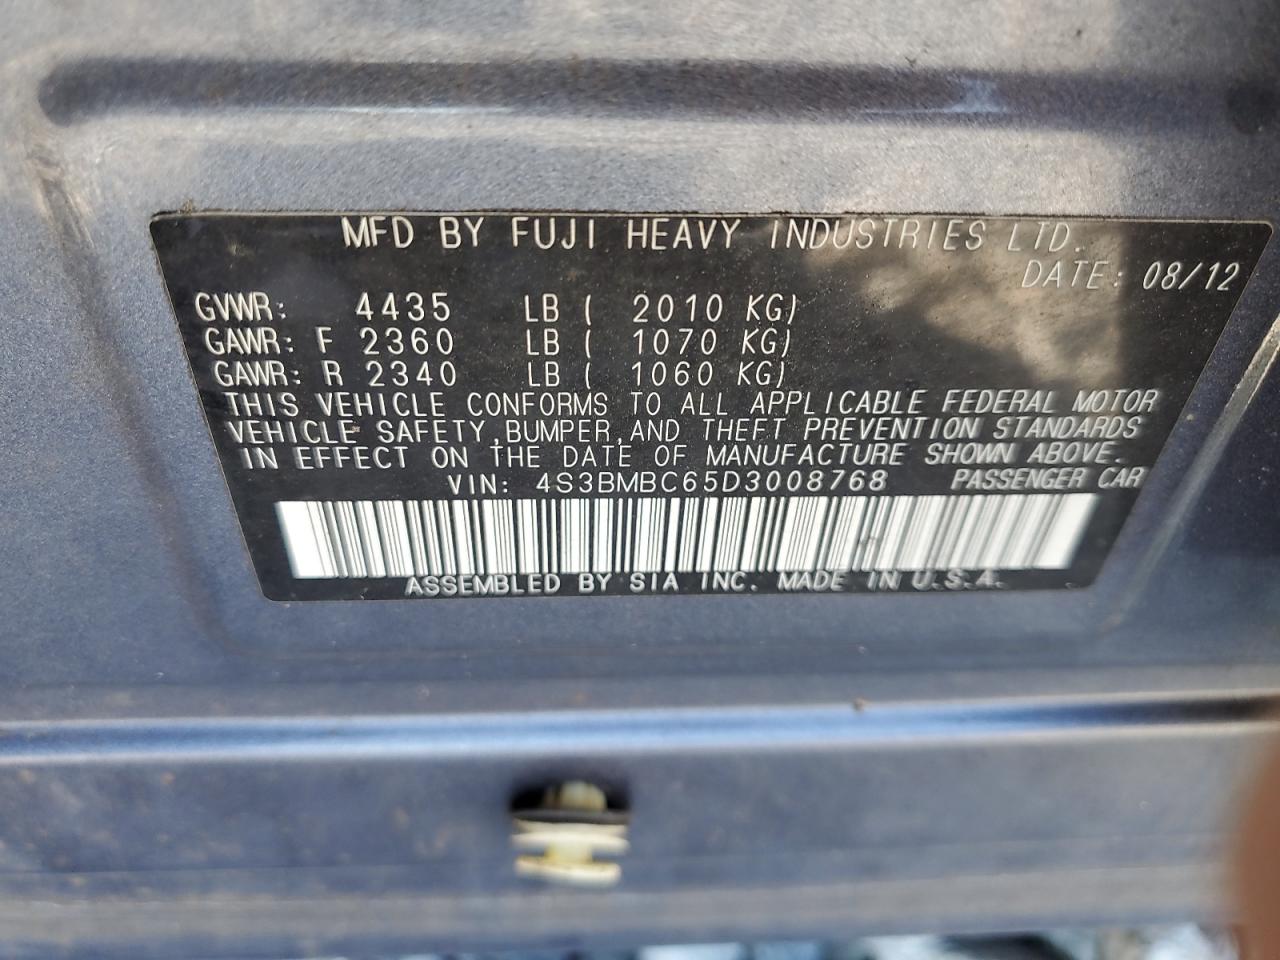 MFD BY FUJI HEAVY INDUSTRIES LTD.
DATE: 08/12
GVWR: 4435 LB ( 2010 KG)
GAWR: F 2360 LB ( 1070 KG)
GAWR: R 2340 LB ( 1060 KG)
THIS VEHICLE CONFORMS TO ALL APPLICABLE FEDERAL MOTOR
VEHICLE SAFETY, BUMPER, AND THEFT PREVENTION STANDARDS
IN EFFECT ON THE DATE OF MANUFACTURE SHOWN ABOVE.
VIN: 4S3BMBC65D3008768 PASSENGER CAR
ASSEMBLED BY SIA INC. MADE IN U.S.A.